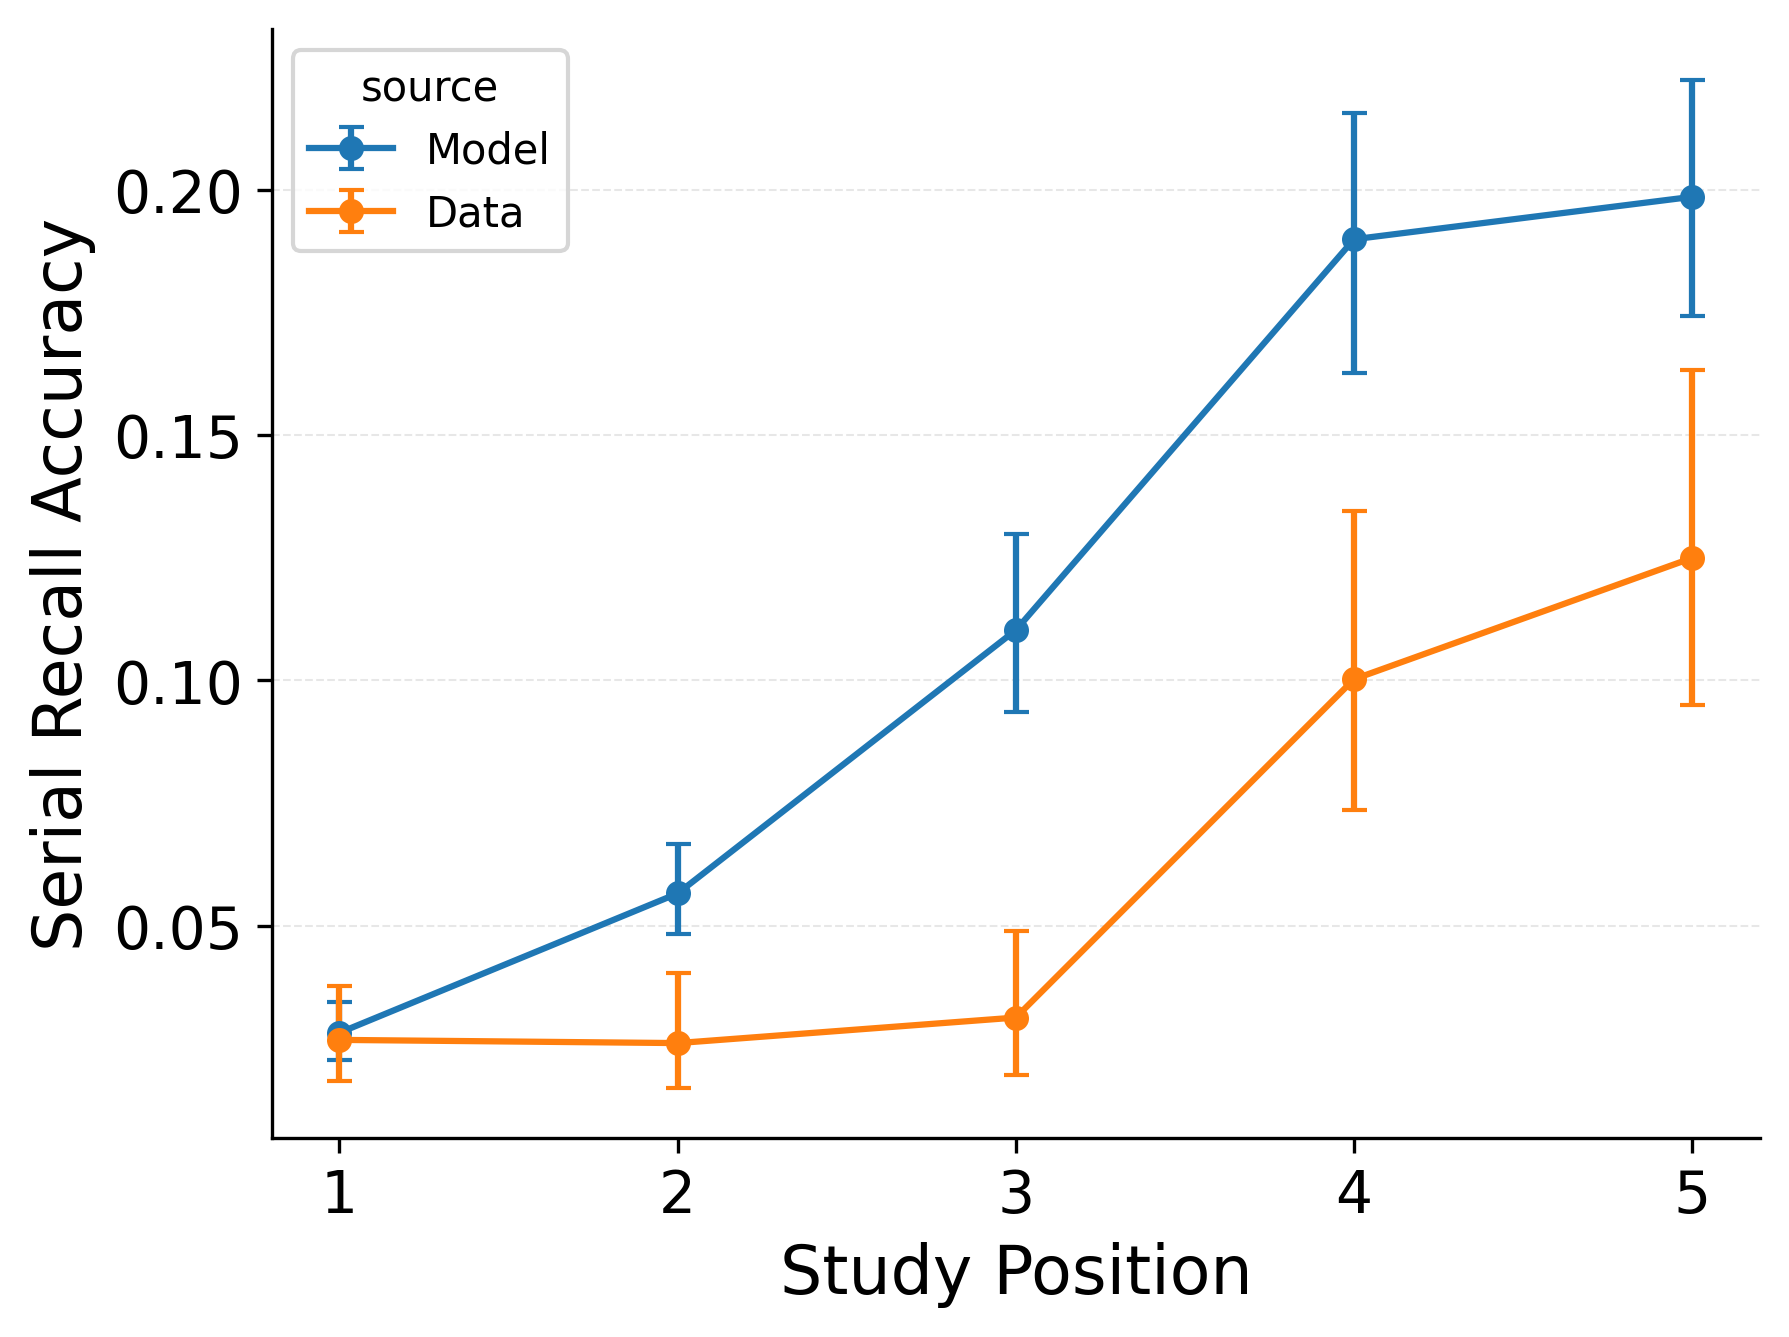 source
Model
Data
0.20
0.15
0.10
0.05
Serial Recall Accuracy
1 2 3 4 5
Study Position